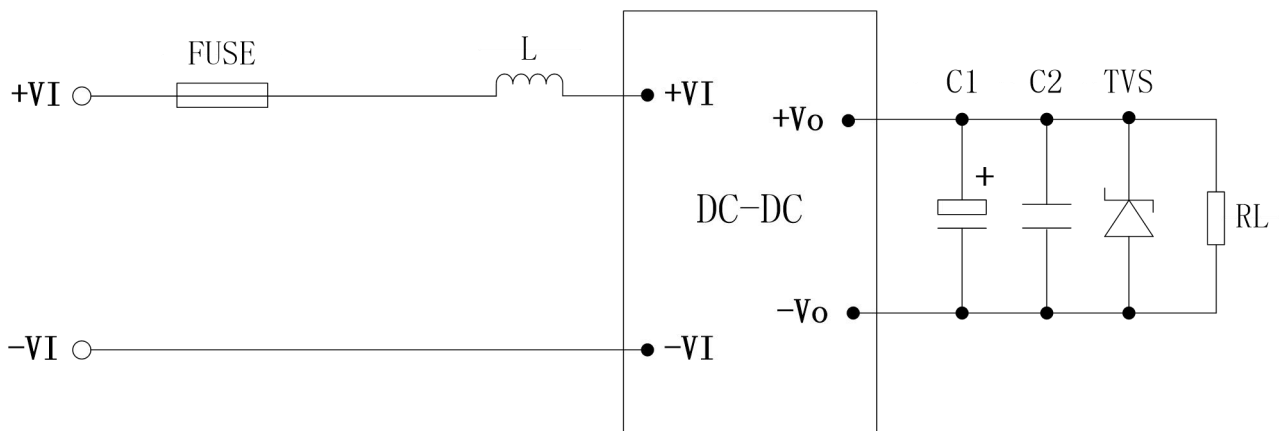 FUSE
L
+VI
+VI
C1
C2
TVS
+Vo
+
DC-DC
RL
-Vo
-VI
-VI